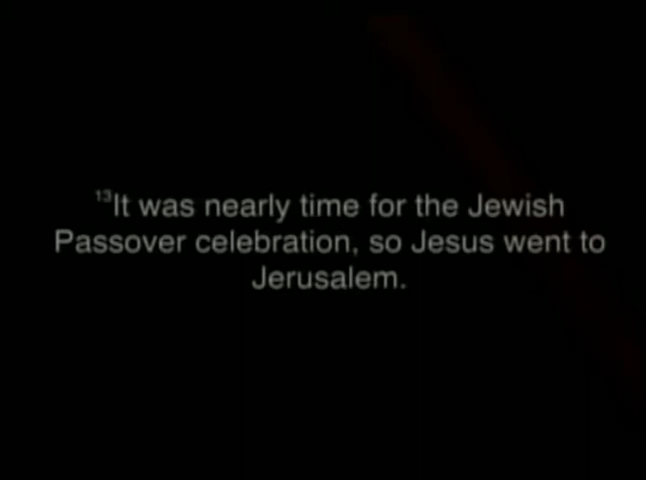 ¹³It was nearly time for the Jewish
Passover celebration, so Jesus went to
Jerusalem.